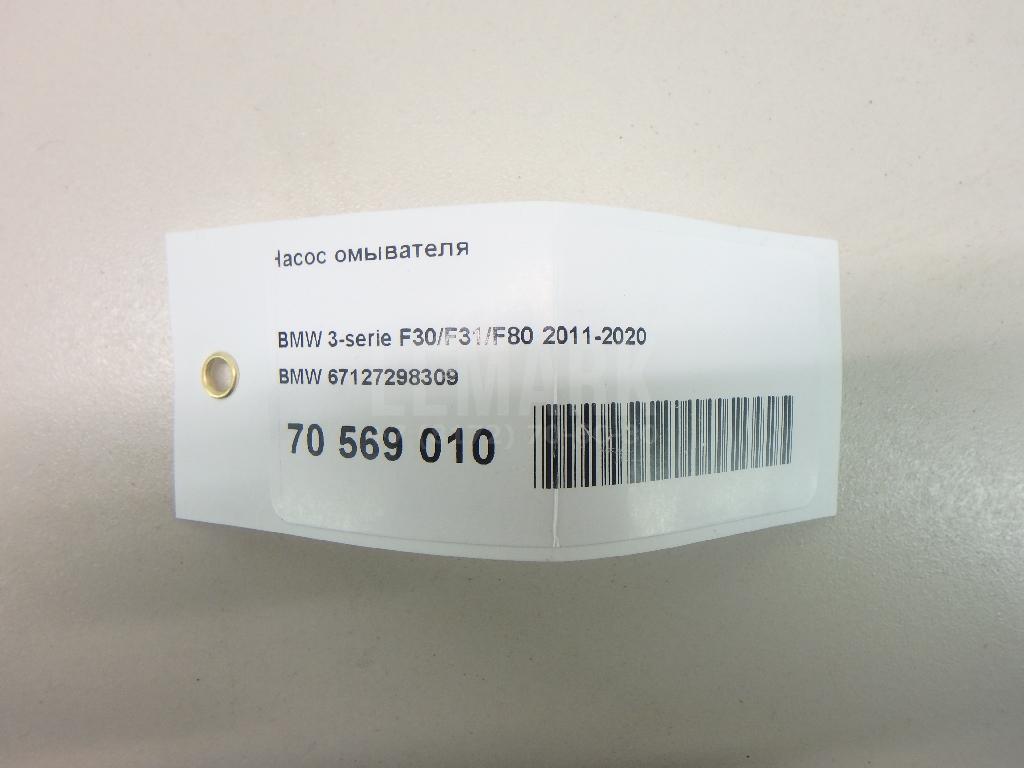 Насос омывателя
BMW 3-serie F30/F31/F80 2011-2020
BMW 67127298309
70 569 010